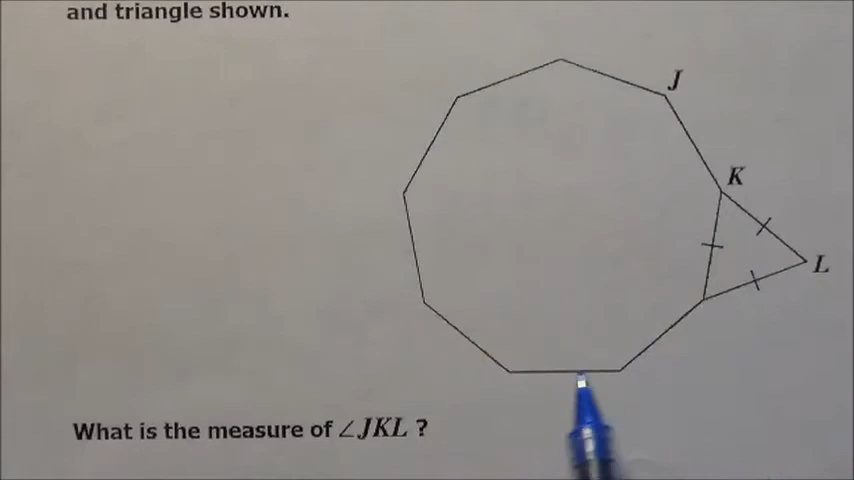 and triangle shown.
J
K
L
What is the measure of ∠JKL ?